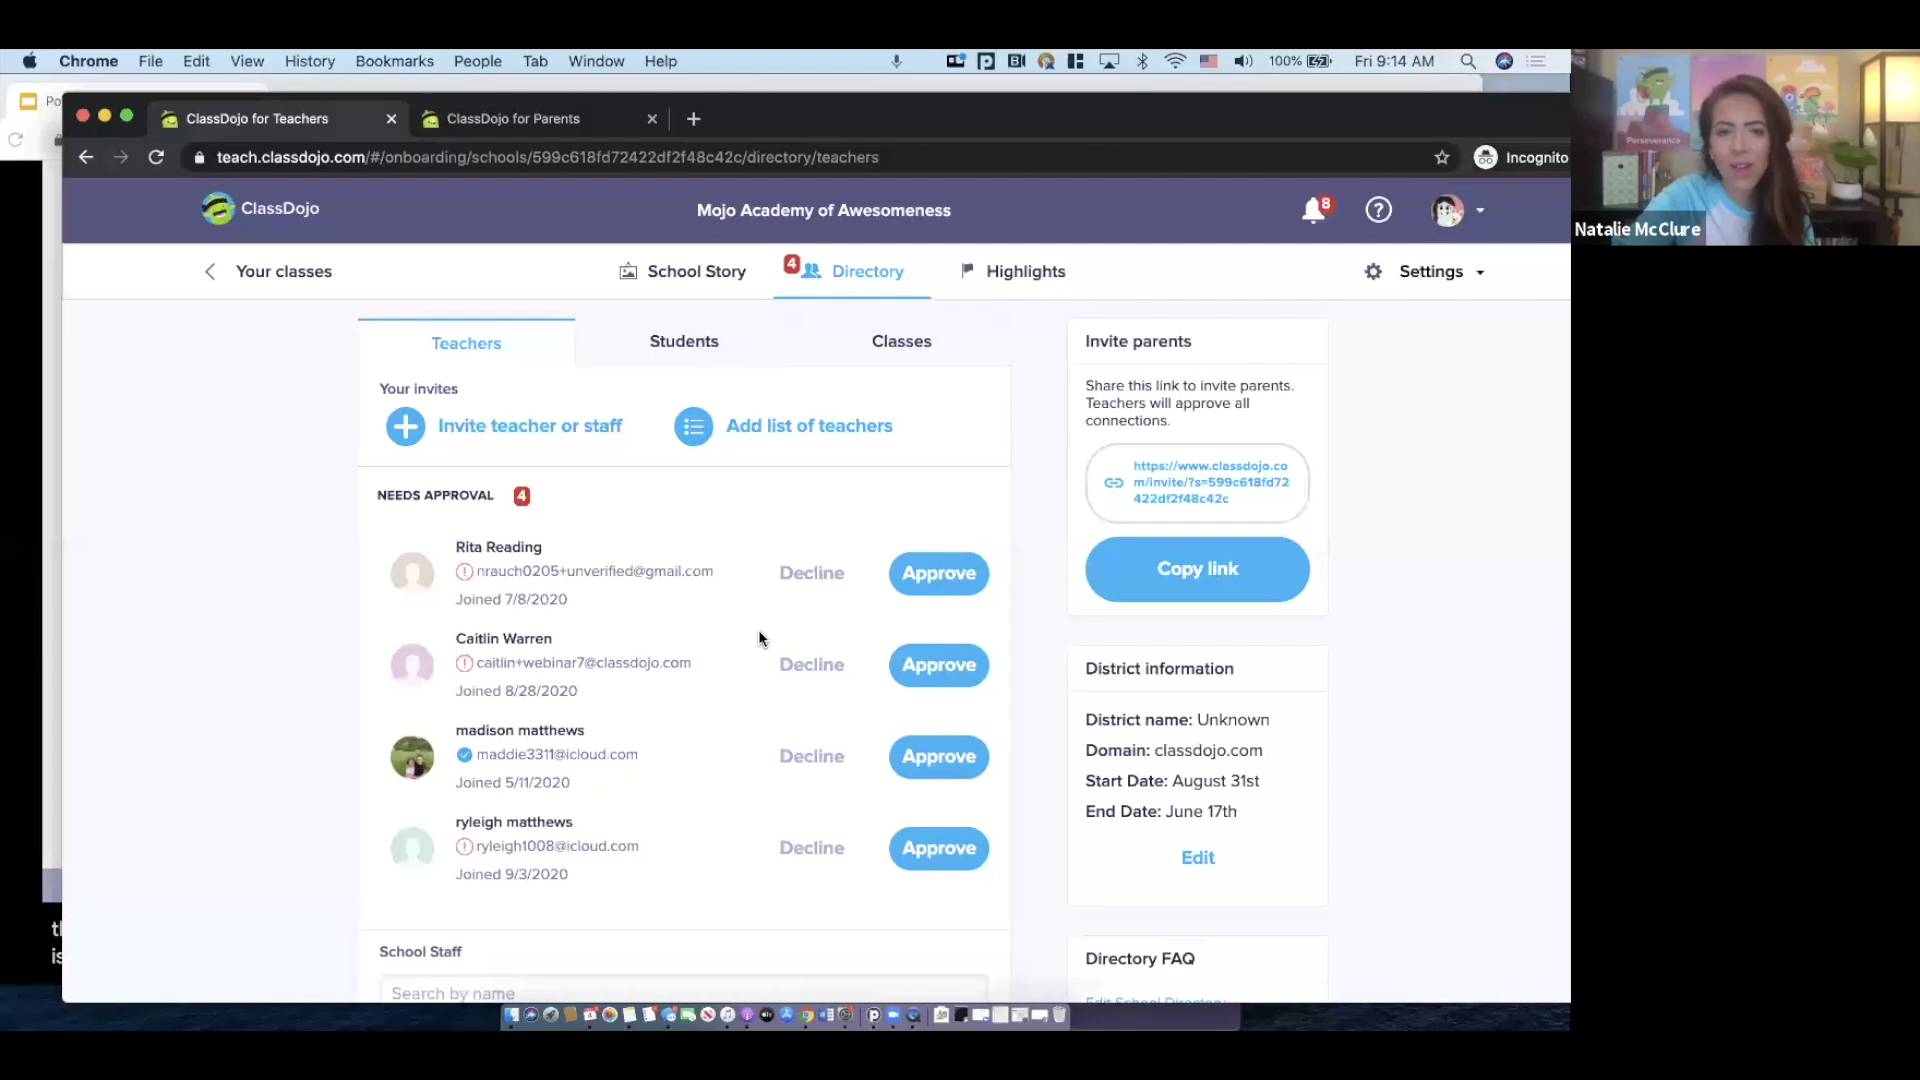 Chrome File Edit View History Bookmarks People Tab Window Help 100% Fri 9:14 AM
Po
ClassDojo for Teachers
ClassDojo for Parents
teach.classdojo.com/#/onboarding/schools/599c618fd72422df2f48c42c/directory/teachers
Incognito
ClassDojo
Mojo Academy of Awesomeness
8
Perseverance
Natalie McClure
Your classes
School Story
4
Directory
Highlights
Settings
Teachers
Students
Classes
Your invites
Invite teacher or staff
Add list of teachers
NEEDS APPROVAL 4
Rita Reading
nrauch0205+unverified@gmail.com
Joined 7/8/2020
Decline
Approve
Caitlin Warren
caitlin+webinar7@classdojo.com
Joined 8/28/2020
Decline
Approve
madison matthews
maddie3311@icloud.com
Joined 5/11/2020
Decline
Approve
ryleigh matthews
ryleigh1008@icloud.com
Joined 9/3/2020
Decline
Approve
School Staff
Search by name
Invite parents
Share this link to invite parents.
Teachers will approve all
connections.
https://www.classdojo.co
m/invite/?s=599c618fd72
422df2f48c42c
Copy link
District information
District name: Unknown
Domain: classdojo.com
Start Date: August 31st
End Date: June 17th
Edit
Directory FAQ
Edit School Directory